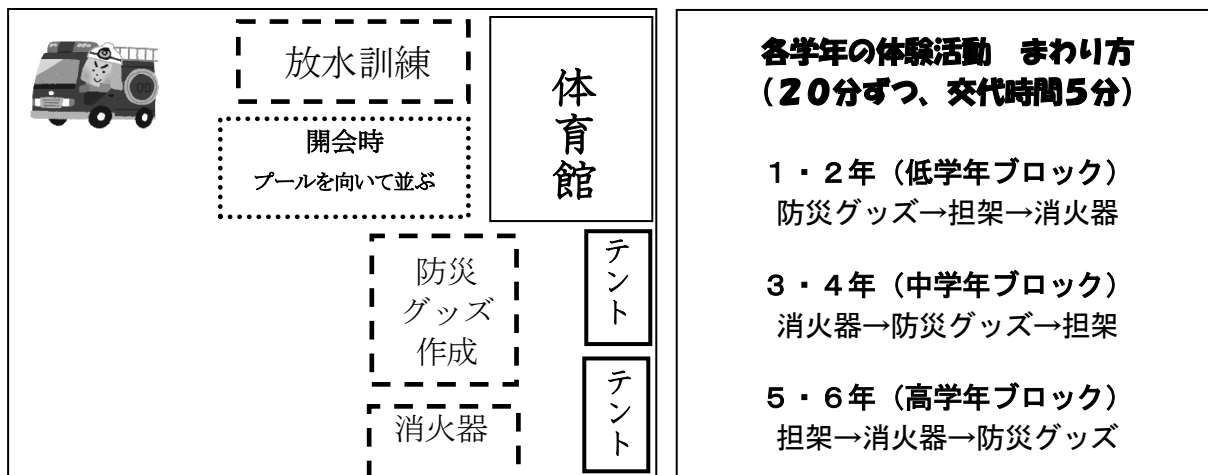 放水訓練
開会時
プールを向いて並ぶ
体育館
防災
グッズ
作成
テント
消火器
テント
各学年の体験活動　まわり方
（２０分ずつ、交代時間５分）
１・２年（低学年ブロック）
防災グッズ→担架→消火器
３・４年（中学年ブロック）
消火器→防災グッズ→担架
５・６年（高学年ブロック）
担架→消火器→防災グッズ